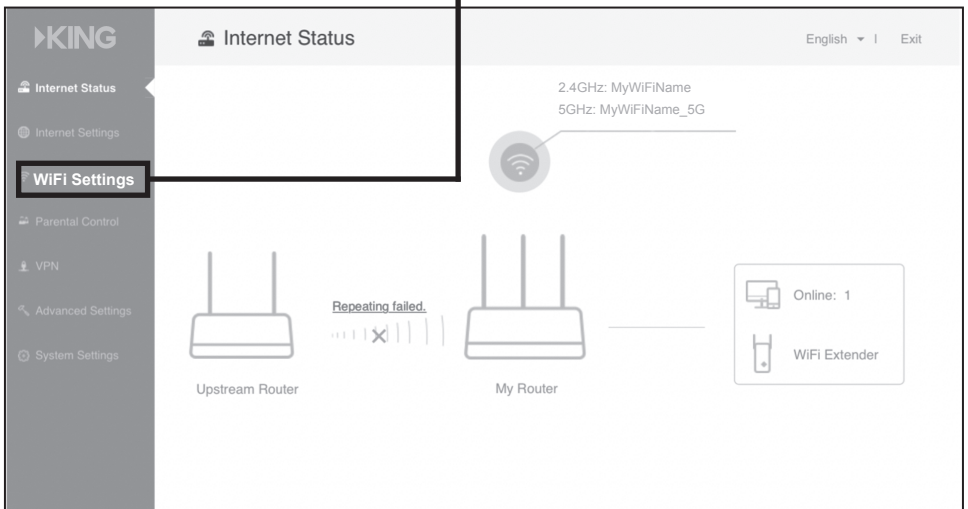 KING
Internet Status
English
Exit
Internet Status
Internet Settings
WiFi Settings
Parental Control
VPN
Advanced Settings
System Settings
2.4GHz: MyWiFiName
5GHz: MyWiFiName_5G
Repeating failed.
Upstream Router
My Router
Online: 1
WiFi Extender